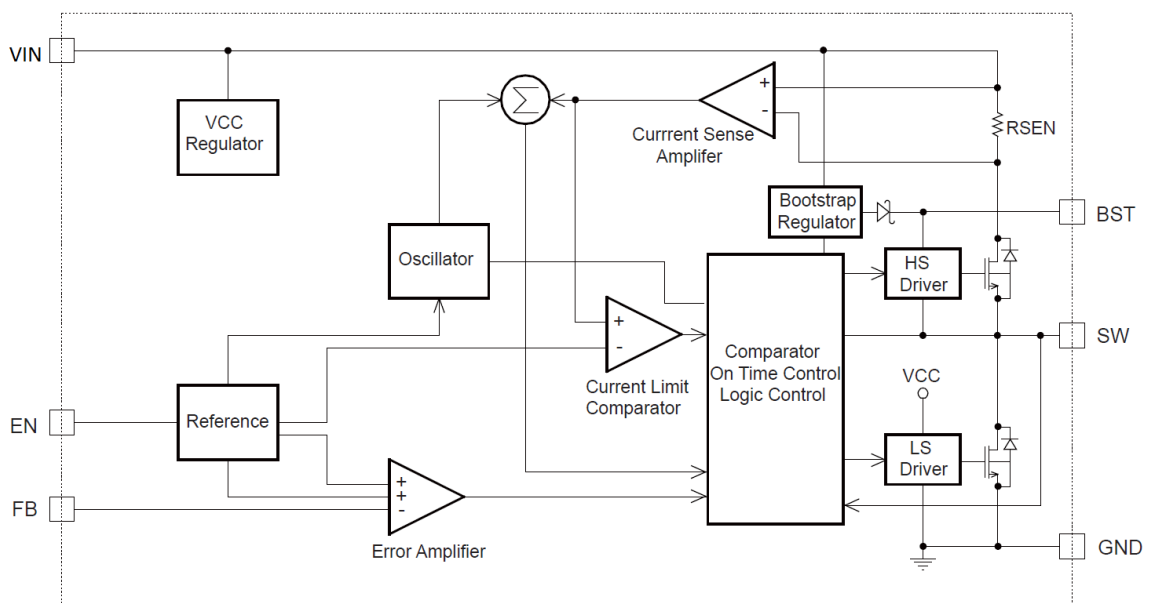 VIN
VCC
Regulator
Σ
+
-
Currrent Sense
Amplifer
RSEN
Bootstrap
Regulator
BST
Oscillator
HS
Driver
+
-
Current Limit
Comparator
Comparator
On Time Control
Logic Control
SW
VCC
EN
Reference
LS
Driver
FB
+
+
-
Error Amplifier
GND